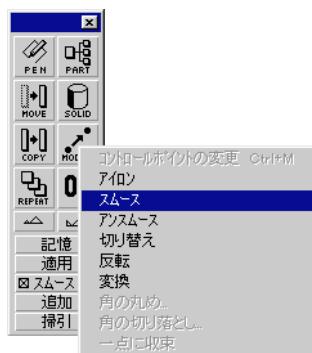 PEN PART
MOVE SOLID
COPY MOD
REPEAT
コントロールポイントの変更 Ctrl+M
アイロン
スムース
アンスムース
切り替え
反転
変換
角の丸め...
角の切り落とし...
一点に収束
記憶
適用
スムース
追加
掃引